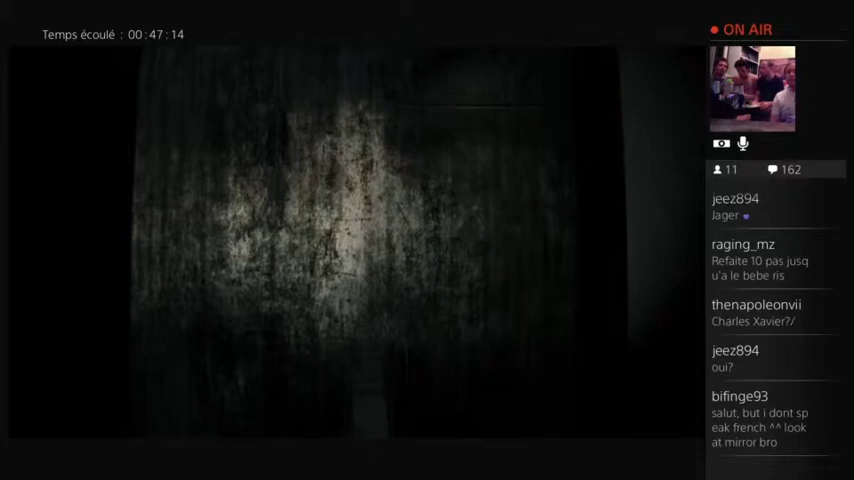 Temps écoulé : 00:47:14
ON AIR
11 162
jeez894
Jager
raging_mz
Refaite 10 pas jusq
u'a le bebe ris
thenapoleonvii
Charles Xavier?/
jeez894
oui?
bifinge93
salut, but i dont sp
eak french ^^ look
at mirror bro